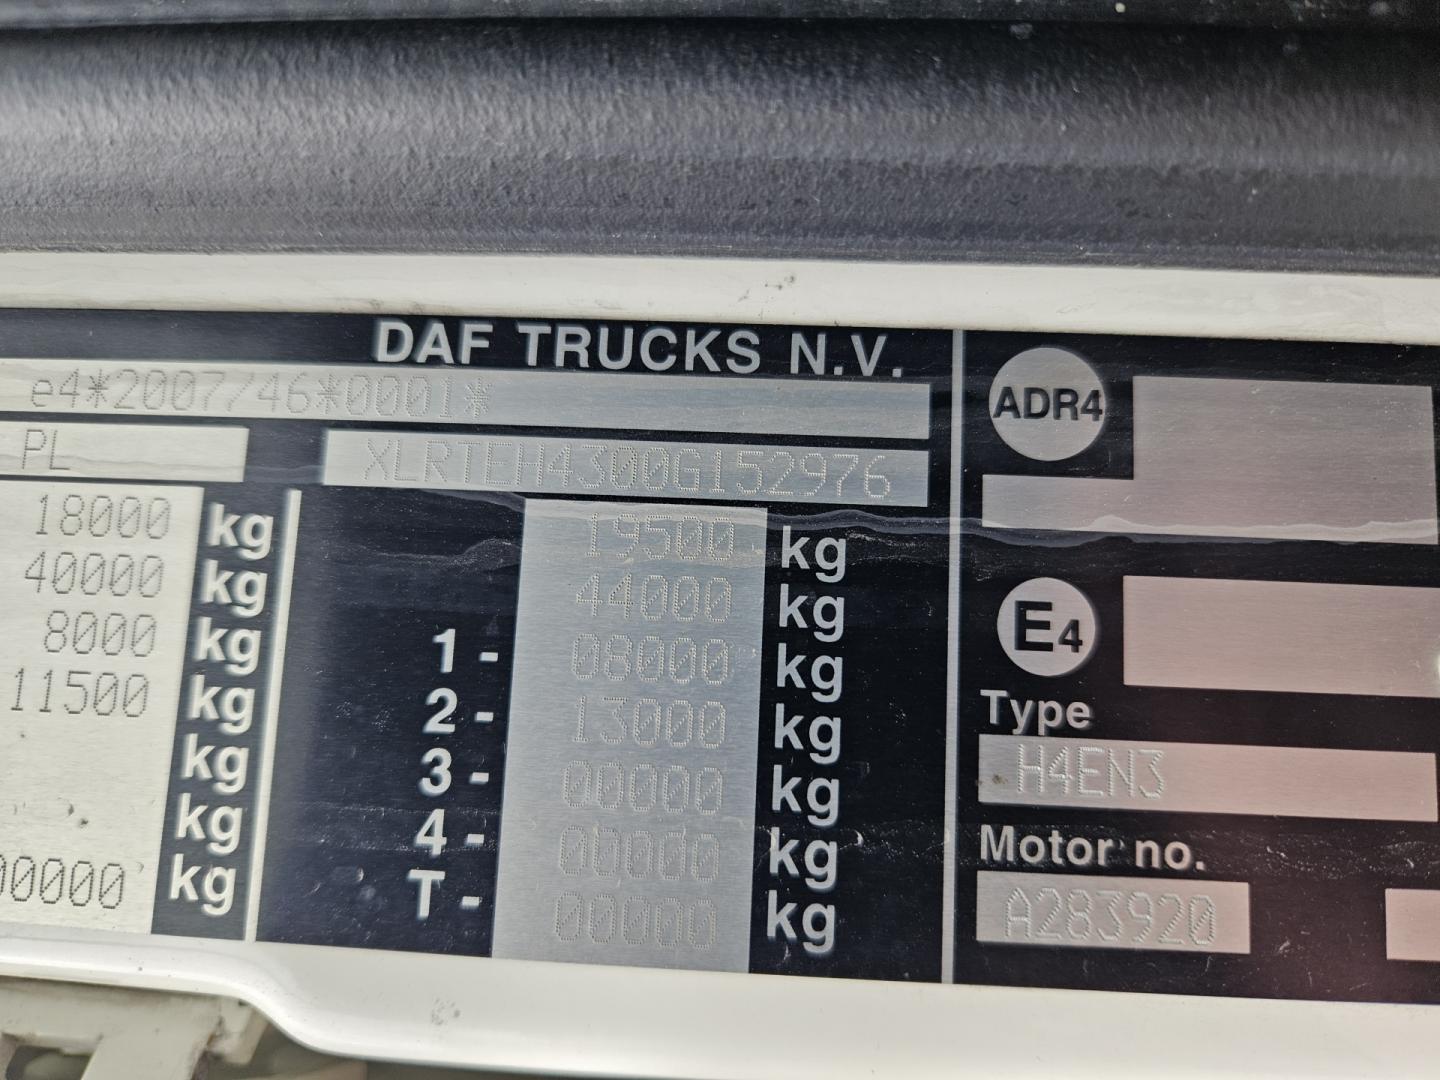 DAF TRUCKS N.V.
e4*2007/46*0001*
PL XLRTEH4300G152976
18000 kg 19500 kg
40000 kg 44000 kg
8000 kg 1- 08000 kg
11500 kg 2- 13000 kg
kg 3- 00000 kg
kg 4- 00000 kg
00000 kg T- 00000 kg
ADR4
E4
Type
H4EN3
Motor no.
A283920